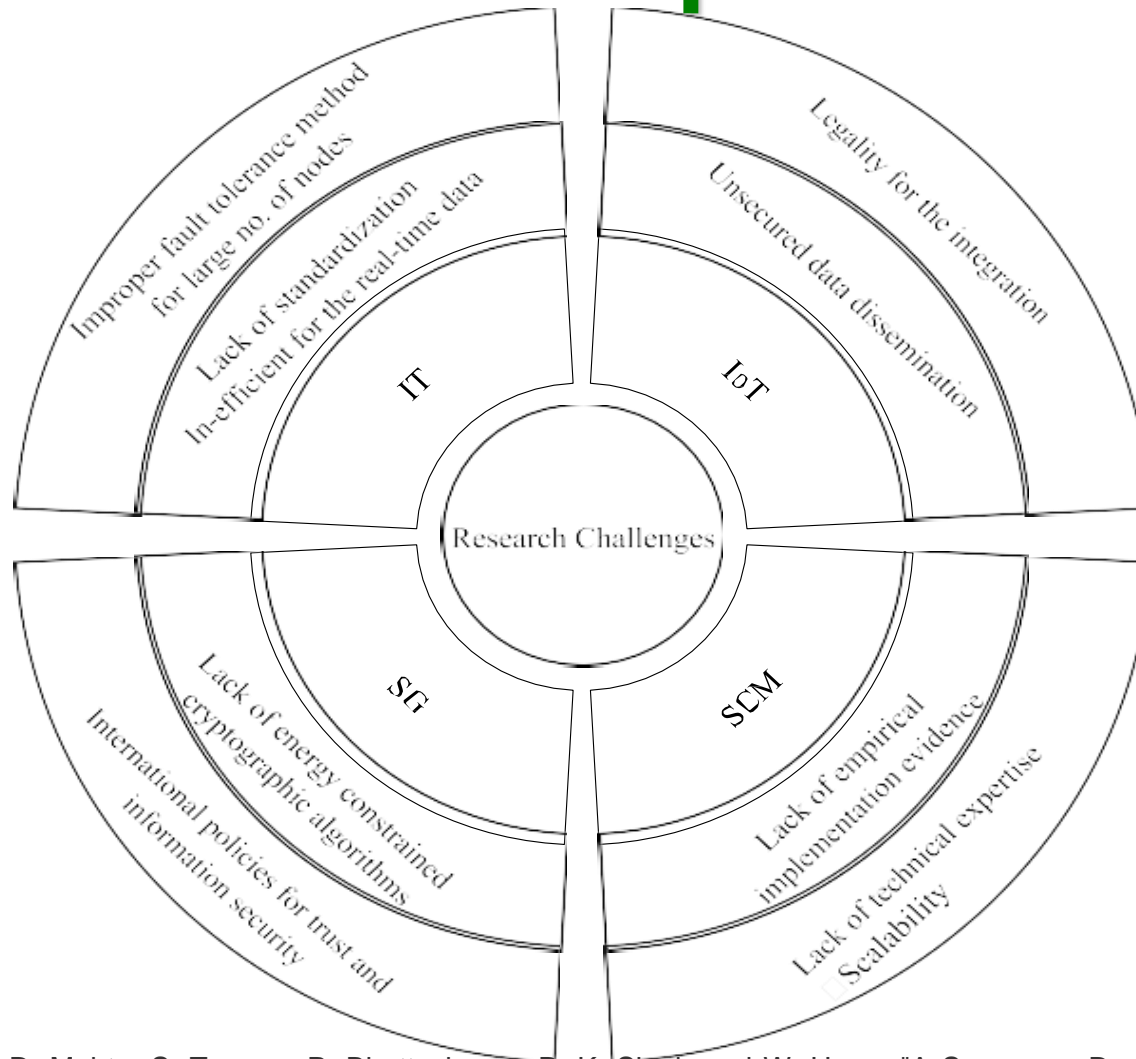 Improper fault tolerance method
for large no. of nodes
Lack of standardization
In-efficient for the real-time data
IT
Legality for the integration
Unsecured data dissemination
IoT
Research Challenges
SG
Lack of energy constrained
cryptographic algorithms
International policies for trust and
information security
SCM
Lack of empirical
implementation evidence
Lack of technical expertise
Scalability